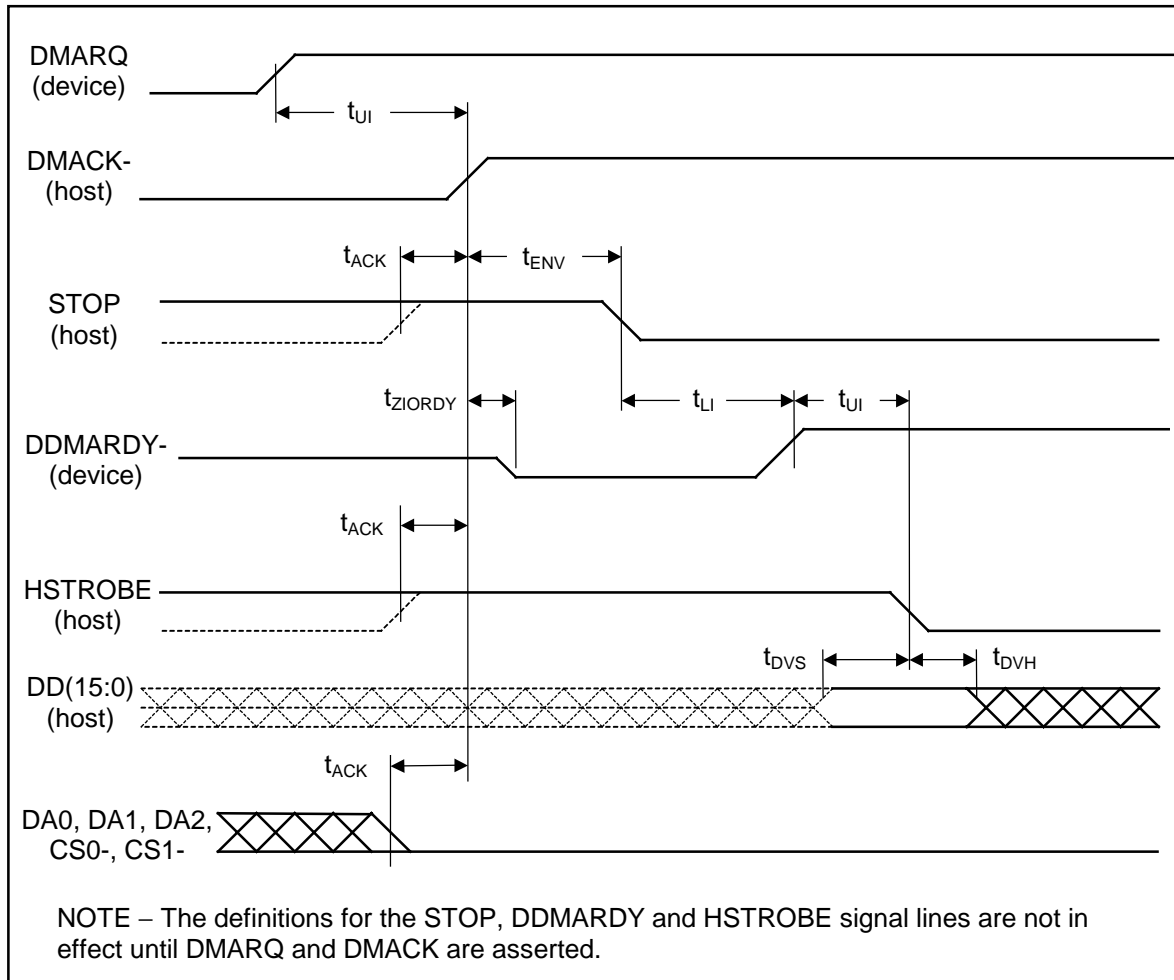 DMARQ
(device)
tUI
DMACK-
(host)
tACK
tENV
STOP
(host)
tZIORDY
tLI
tUI
DDMARDY-
(device)
tACK
HSTROBE
(host)
tDVS
tDVH
DD(15:0)
(host)
tACK
DA0, DA1, DA2,
CS0-, CS1-
NOTE – The definitions for the STOP, DDMARDY and HSTROBE signal lines are not in
effect until DMARQ and DMACK are asserted.